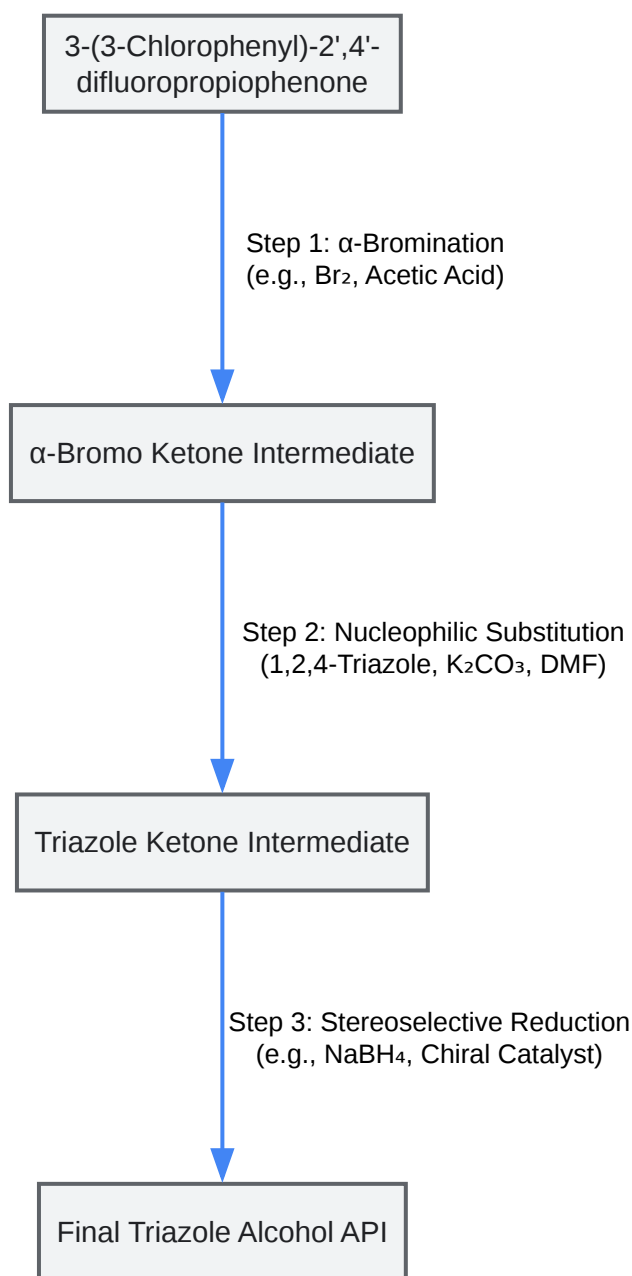 3-(3-Chlorophenyl)-2',4'-
difluoropropiophenone
Step 1: α-Bromination
(e.g., Br₂, Acetic Acid)
α-Bromo Ketone Intermediate
Step 2: Nucleophilic Substitution
(1,2,4-Triazole, K₂CO₃, DMF)
Triazole Ketone Intermediate
Step 3: Stereoselective Reduction
(e.g., NaBH₄, Chiral Catalyst)
Final Triazole Alcohol API